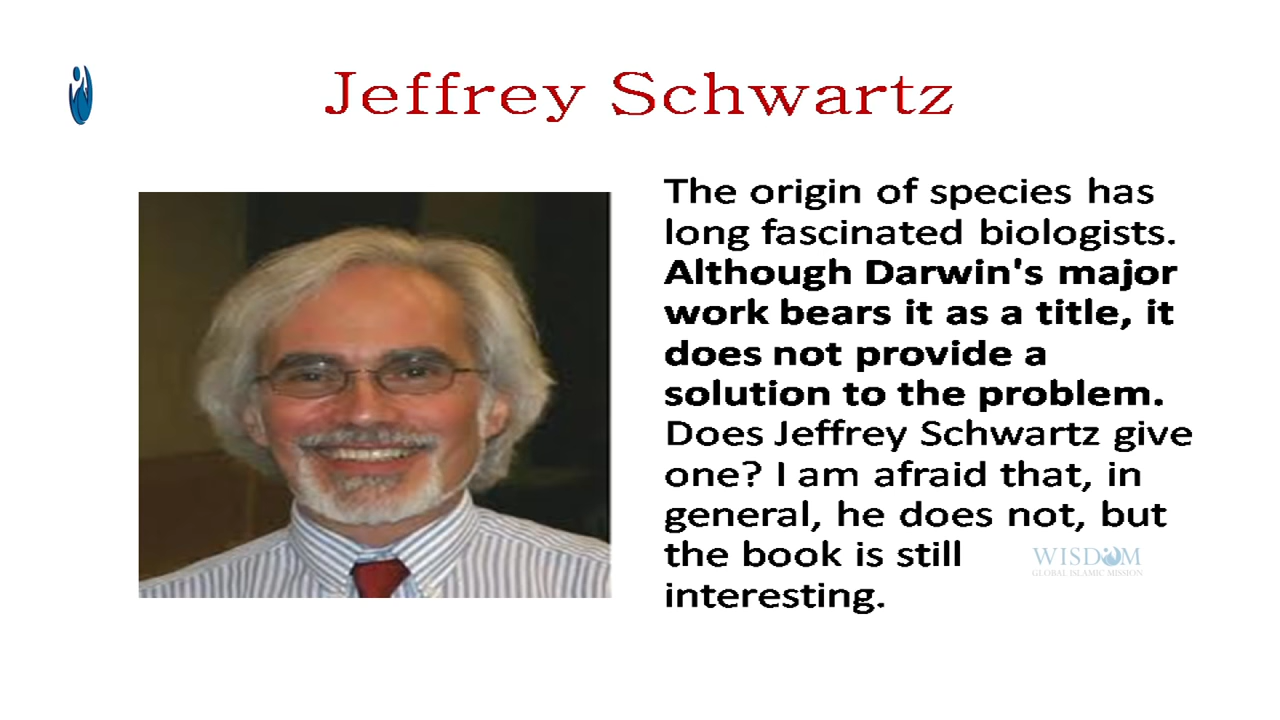 Jeffrey Schwartz
The origin of species has
long fascinated biologists.
Although Darwin's major
work bears it as a title, it
does not provide a
solution to the problem.
Does Jeffrey Schwartz give
one? I am afraid that, in
general, he does not, but
the book is still
interesting.
WISDOM
GLOBAL ISLAMIC MISSION